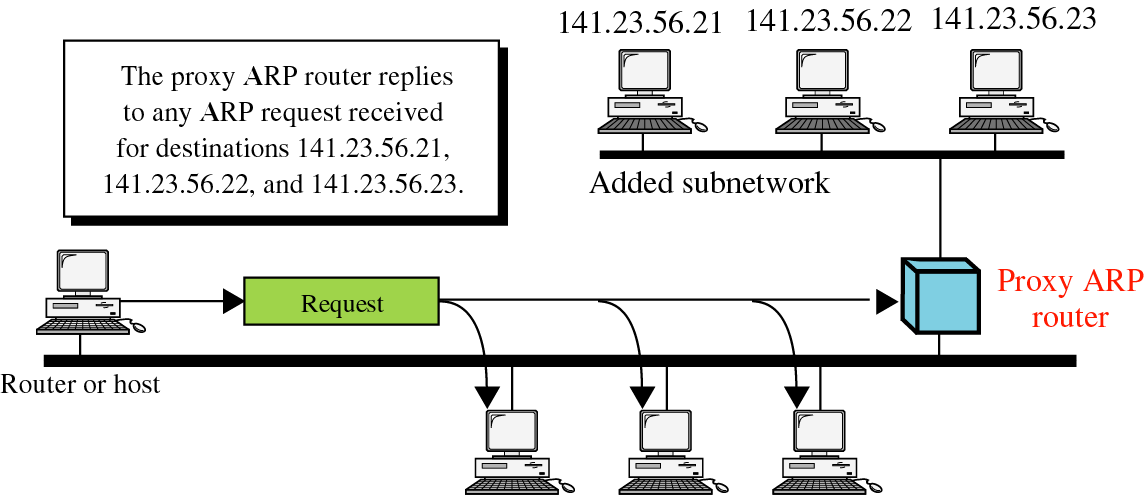 141.23.56.21 141.23.56.22 141.23.56.23
The proxy ARP router replies
to any ARP request received
for destinations 141.23.56.21,
141.23.56.22, and 141.23.56.23.
Added subnetwork
Request
Proxy ARP
router
Router or host